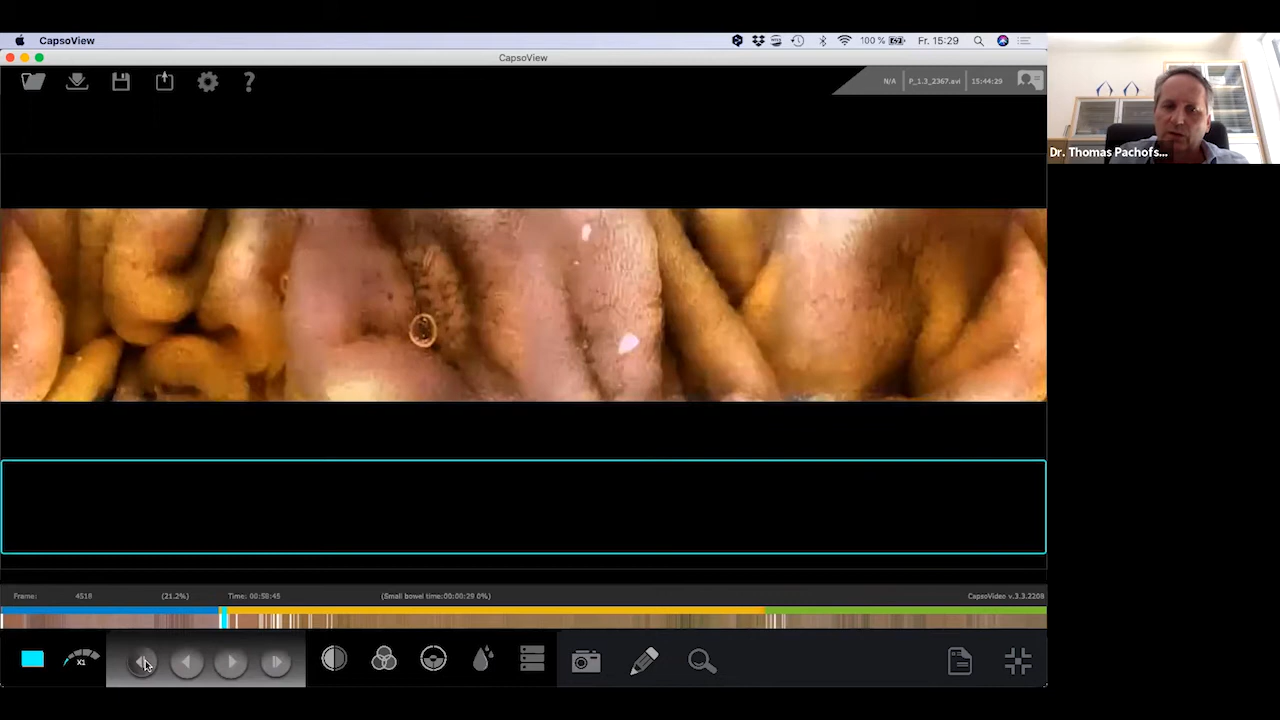 CapsoView
100 %
Fr. 15:29
CapsoView
?
N/A
P_1.3_2367.avi
15:44:29
Dr. Thomas Pachofs...
Frame: 4518 (21.2%) Time: 00:58:45 (Small bowel time:00:00:29 0%) CapsoVideo v.3.3.2209
X1